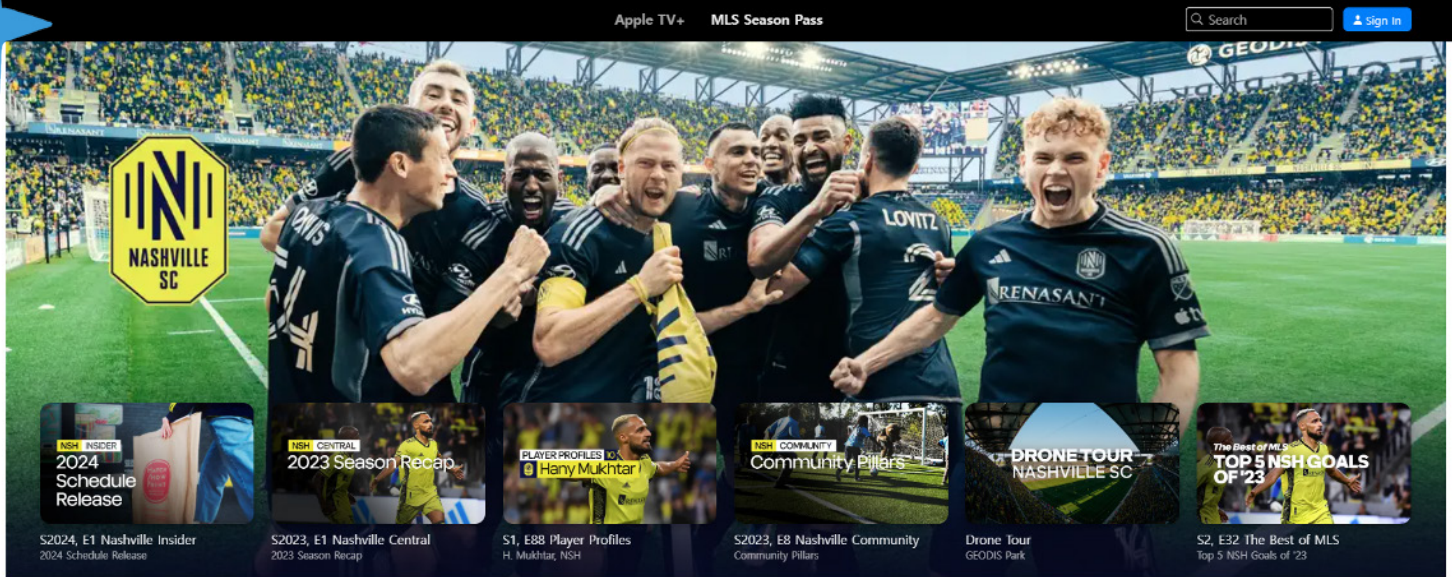 Apple TV+ MLS Season Pass Search Sign In
GEODIS
RENASANT
NASHVILLE
SC
LOVITZ
2
RENASANT
tv
NSH INSIDER
2024
Schedule
Release
NSH CENTRAL
2023 Season Recap
PLAYER PROFILES 10
Hany Mukhtar
NSH COMMUNITY
Community Pillars
DRONE TOUR
NASHVILLE SC
The Best of MLS
TOP 5 NSH GOALS
OF '23
S2024, E1 Nashville Insider
2024 Schedule Release
S2023, E1 Nashville Central
2023 Season Recap
S1, E88 Player Profiles
H. Mukhtar, NSH
S2023, E8 Nashville Community
Community Pillars
Drone Tour
GEODIS Park
S2, E32 The Best of MLS
Top 5 NSH Goals of '23